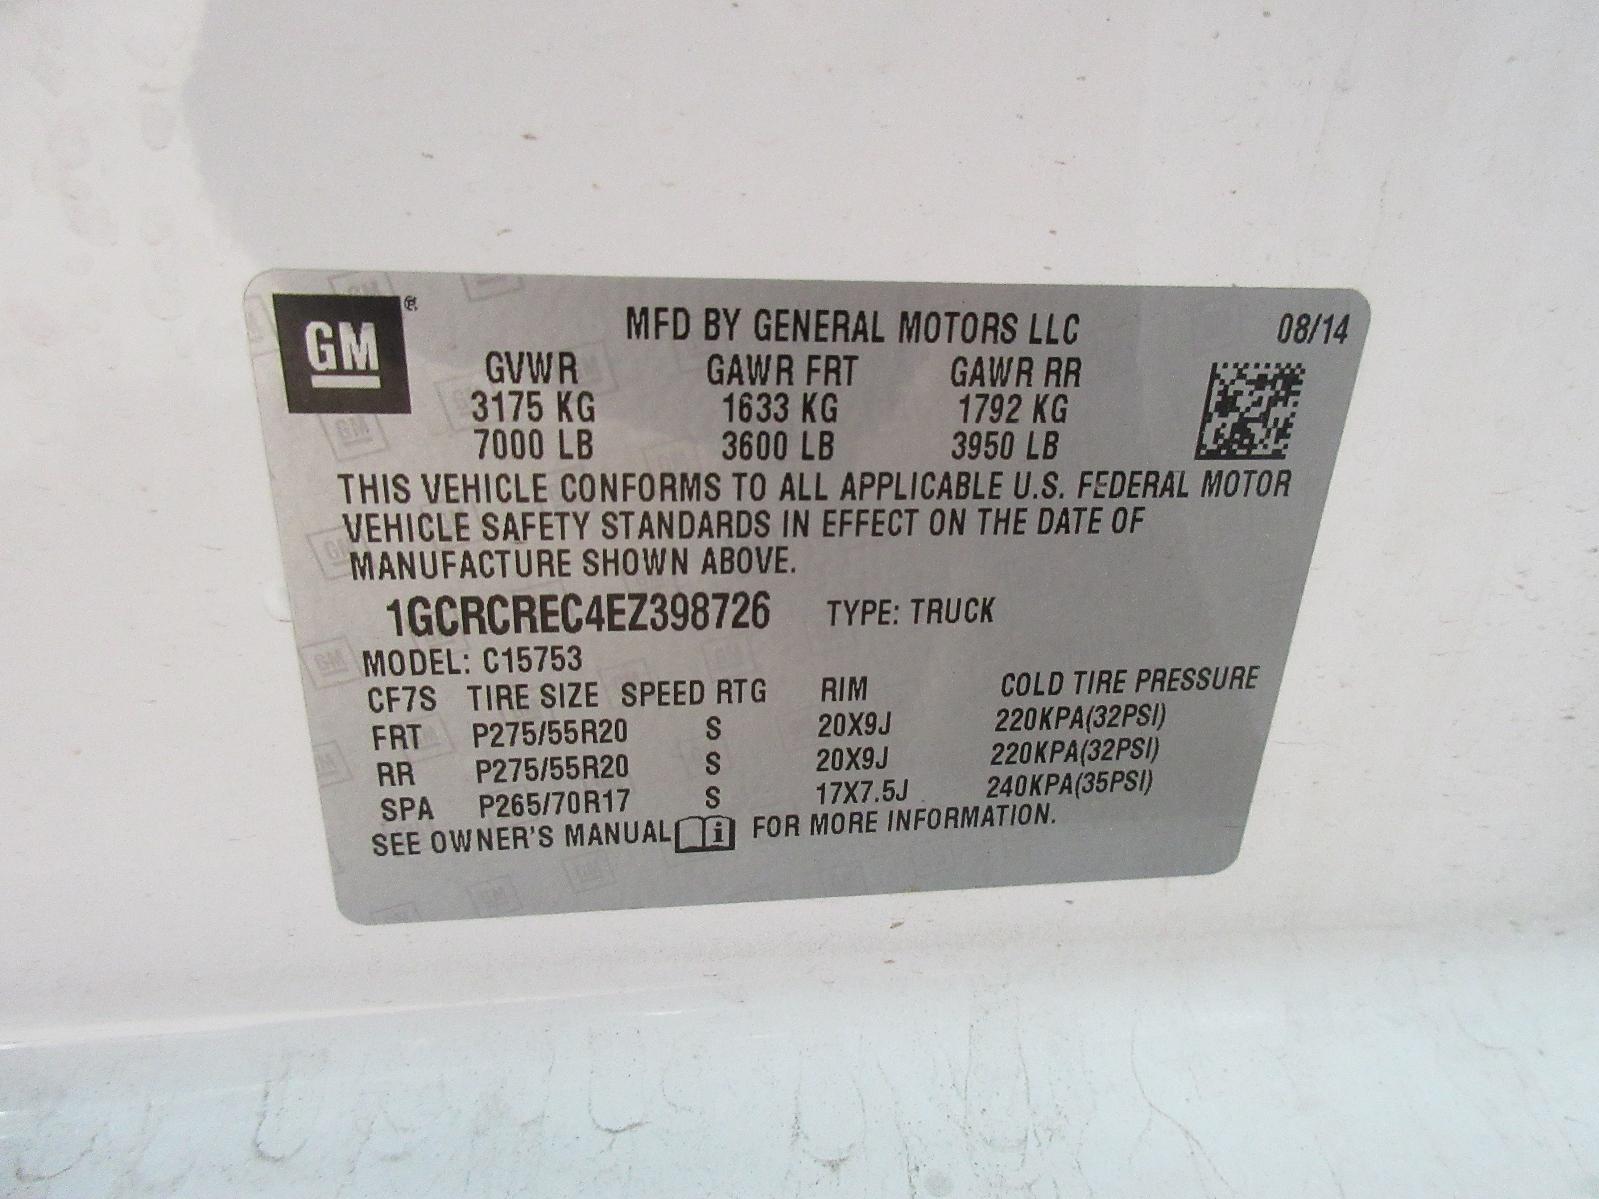 GM®
MFD BY GENERAL MOTORS LLC 08/14
GVWR GAWR FRT GAWR RR
3175 KG 1633 KG 1792 KG
7000 LB 3600 LB 3950 LB
THIS VEHICLE CONFORMS TO ALL APPLICABLE U.S. FEDERAL MOTOR
VEHICLE SAFETY STANDARDS IN EFFECT ON THE DATE OF
MANUFACTURE SHOWN ABOVE.
1GCRCREC4EZ398726 TYPE: TRUCK
MODEL: C15753
CF7S TIRE SIZE SPEED RTG RIM COLD TIRE PRESSURE
FRT P275/55R20 S 20X9J 220KPA(32PSI)
RR P275/55R20 S 20X9J 220KPA(32PSI)
SPA P265/70R17 S 17X7.5J 240KPA(35PSI)
SEE OWNER'S MANUAL i FOR MORE INFORMATION.